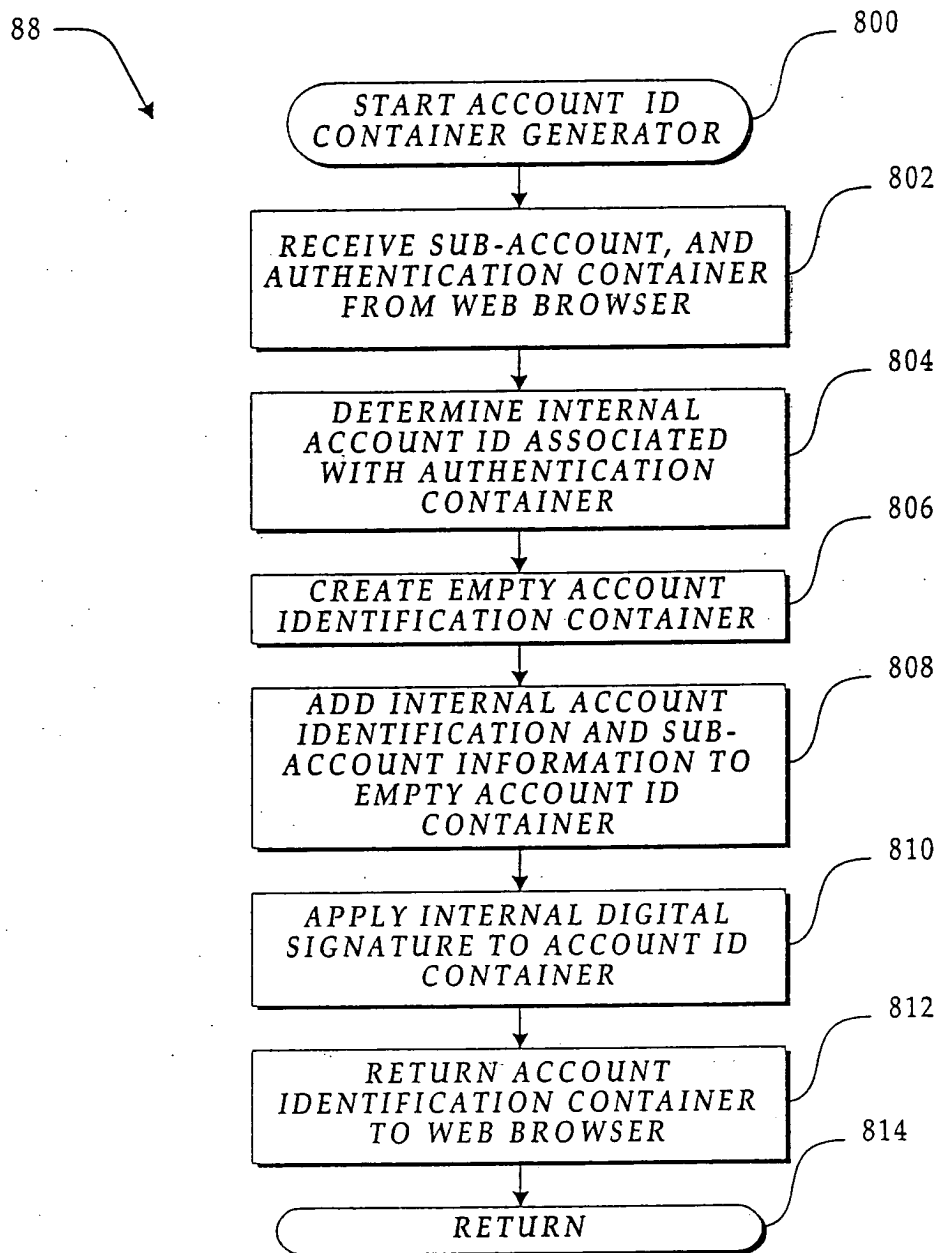 88
800
START ACCOUNT ID
CONTAINER GENERATOR
802
RECEIVE SUB-ACCOUNT, AND
AUTHENTICATION CONTAINER
FROM WEB BROWSER
804
DETERMINE INTERNAL
ACCOUNT ID ASSOCIATED
WITH AUTHENTICATION
CONTAINER
806
CREATE EMPTY ACCOUNT
IDENTIFICATION CONTAINER
808
ADD INTERNAL ACCOUNT
IDENTIFICATION AND SUB-
ACCOUNT INFORMATION TO
EMPTY ACCOUNT ID
CONTAINER
810
APPLY INTERNAL DIGITAL
SIGNATURE TO ACCOUNT ID
CONTAINER
812
RETURN ACCOUNT
IDENTIFICATION CONTAINER
TO WEB BROWSER
814
RETURN